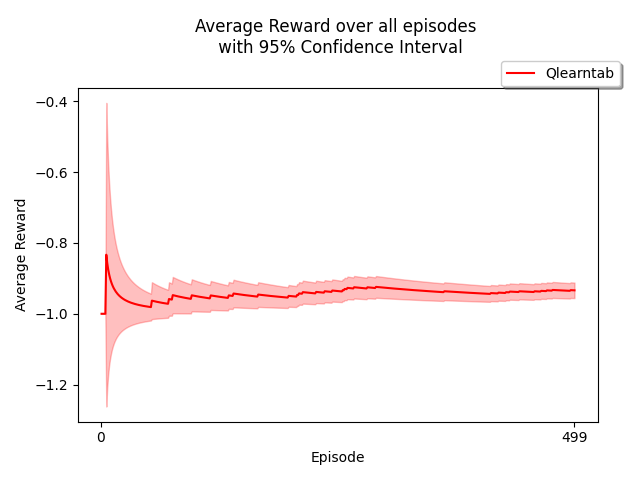 Average Reward over all episodes
with 95% Confidence Interval
Qlearntab
−0.4
−0.6
−0.8
−1.0
−1.2
Average Reward
0
499
Episode